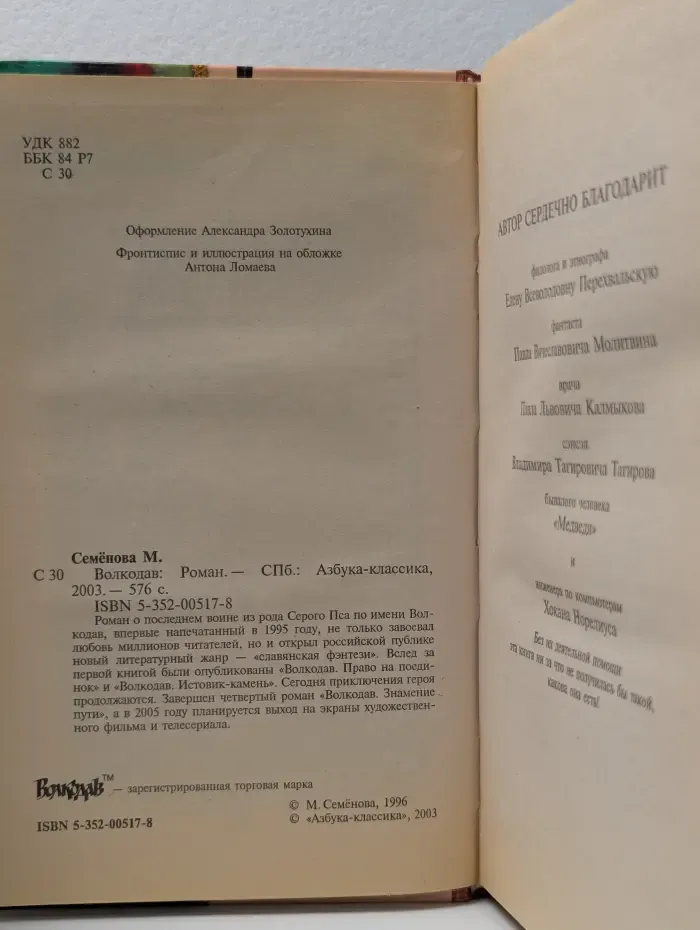 УДК 882
ББК 84 Р7
С 30
Оформление Александра Золотухина
Фронтиспис и иллюстрация на обложке
Антона Ломаева
Семёнова М.
С 30 Волкодав: Роман. — СПб.: Азбука-классика,
2003. — 576 с.
ISBN 5-352-00517-8
Роман о последнем воине из рода Серого Пса по имени Вол-
кодав, впервые напечатанный в 1995 году, не только завоевал
любовь миллионов читателей, но и открыл российской публике
новый литературный жанр — «славянская фэнтези». Вслед за
первой книгой были опубликованы «Волкодав. Право на поеди-
нок» и «Волкодав. Истовик-камень». Сегодня приключения героя
продолжаются. Завершен четвертый роман «Волкодав. Знамение
пути», а в 2005 году планируется выход на экраны художествен-
ного фильма и телесериала.
Волкодав™ — зарегистрированная торговая марка
© М. Семёнова, 1996
ISBN 5-352-00517-8 © «Азбука-классика», 2003
АВТОР СЕРДЕЧНО БЛАГОДАРИТ
филолога и этнографа
Елену Всеволодовну Перехвальскую
фантаста
Павла Вячеславовича Молитвина
врача
Павла Львовича Калмыкова
сэнсэя
Владимира Тагировича Тагирова
бывалого человека
«Медведя»
и
инженера по компьютерам
Хокана Норелиуса
Без их деятельной помощи
эта книга ни за что не получилась бы такой,
какова она есть!